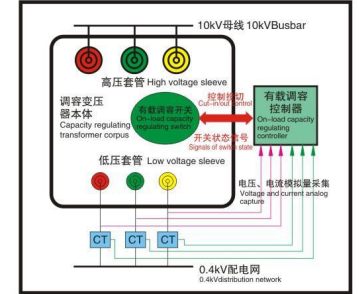 10kV母线 10kVBusbar
高压套管 High voltage sleeve
调容变压
器本体
Capacity regulating
transformer corpus
有载调容开关
On-load capacity
regulating switch
控制投切
Cut-in/out control
有载调容
控制器
On-load capacity
regulating
controller
开关状态信号
Signals of switch state
低压套管 Low voltage sleeve
电压、电流模拟量采集
Voltage and current analog
capture
CT
CT
CT
0.4kV配电网
0.4kVdistribution network